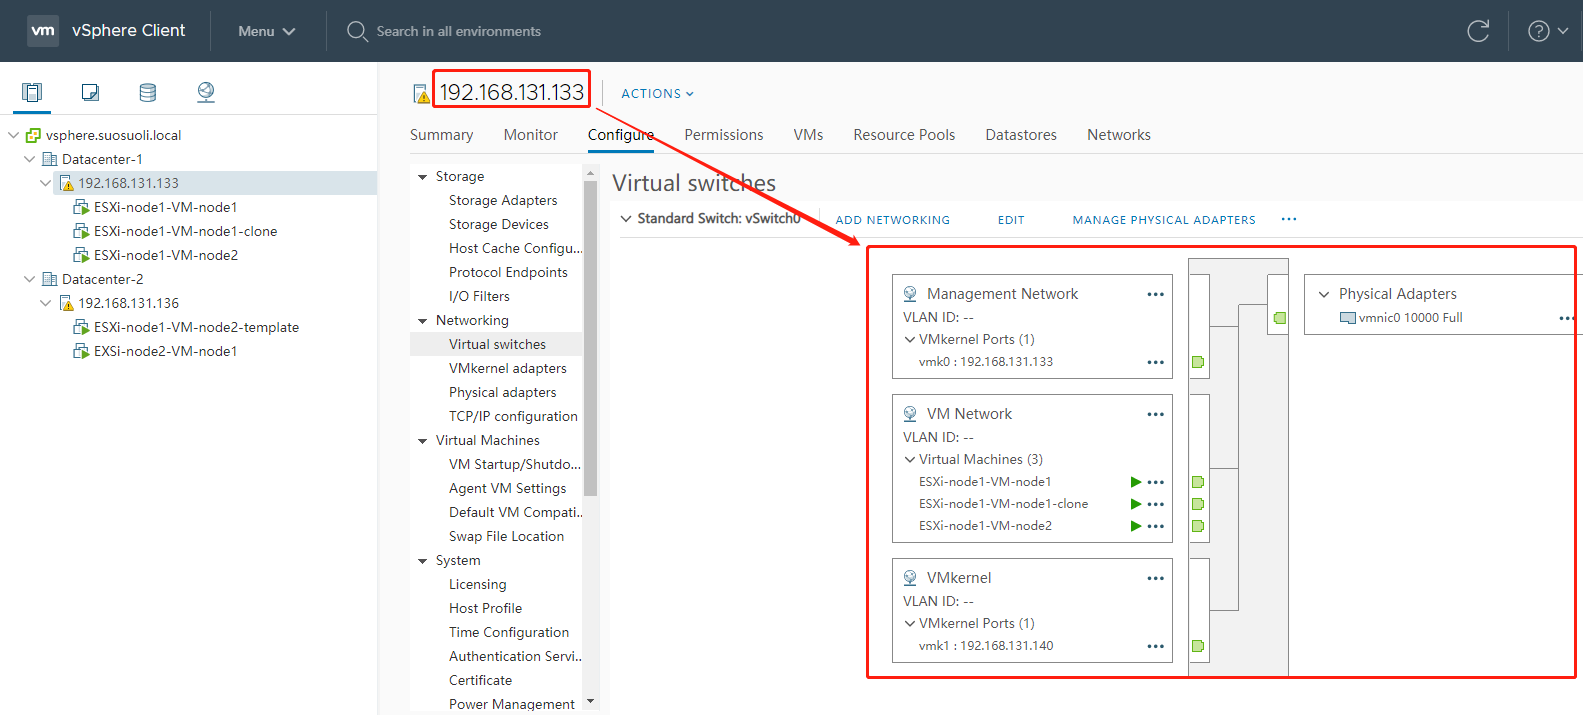 vm vSphere Client Menu Search in all environments
vsphere.suosuoli.local
Datacenter-1
192.168.131.133
ESXi-node1-VM-node1
ESXi-node1-VM-node1-clone
ESXi-node1-VM-node2
Datacenter-2
192.168.131.136
ESXi-node1-VM-node2-template
EXSi-node2-VM-node1
192.168.131.133 ACTIONS
Summary Monitor Configure Permissions VMs Resource Pools Datastores Networks
Storage
Storage Adapters
Storage Devices
Host Cache Configu...
Protocol Endpoints
I/O Filters
Networking
Virtual switches
VMkernel adapters
Physical adapters
TCP/IP configuration
Virtual Machines
VM Startup/Shutdo...
Agent VM Settings
Default VM Compati..
Swap File Location
System
Licensing
Host Profile
Time Configuration
Authentication Servi..
Certificate
Power Management
Virtual switches
Standard Switch: vSwitch0 ADD NETWORKING EDIT MANAGE PHYSICAL ADAPTERS ...
Management Network ...
VLAN ID: --
VMkernel Ports (1)
vmk0 : 192.168.131.133 ...
VM Network ...
VLAN ID: --
Virtual Machines (3)
ESXi-node1-VM-node1 ...
ESXi-node1-VM-node1-clone ...
ESXi-node1-VM-node2 ...
VMkernel ...
VLAN ID: --
VMkernel Ports (1)
vmk1 : 192.168.131.140 ...
Physical Adapters
vmnic0 10000 Full ...